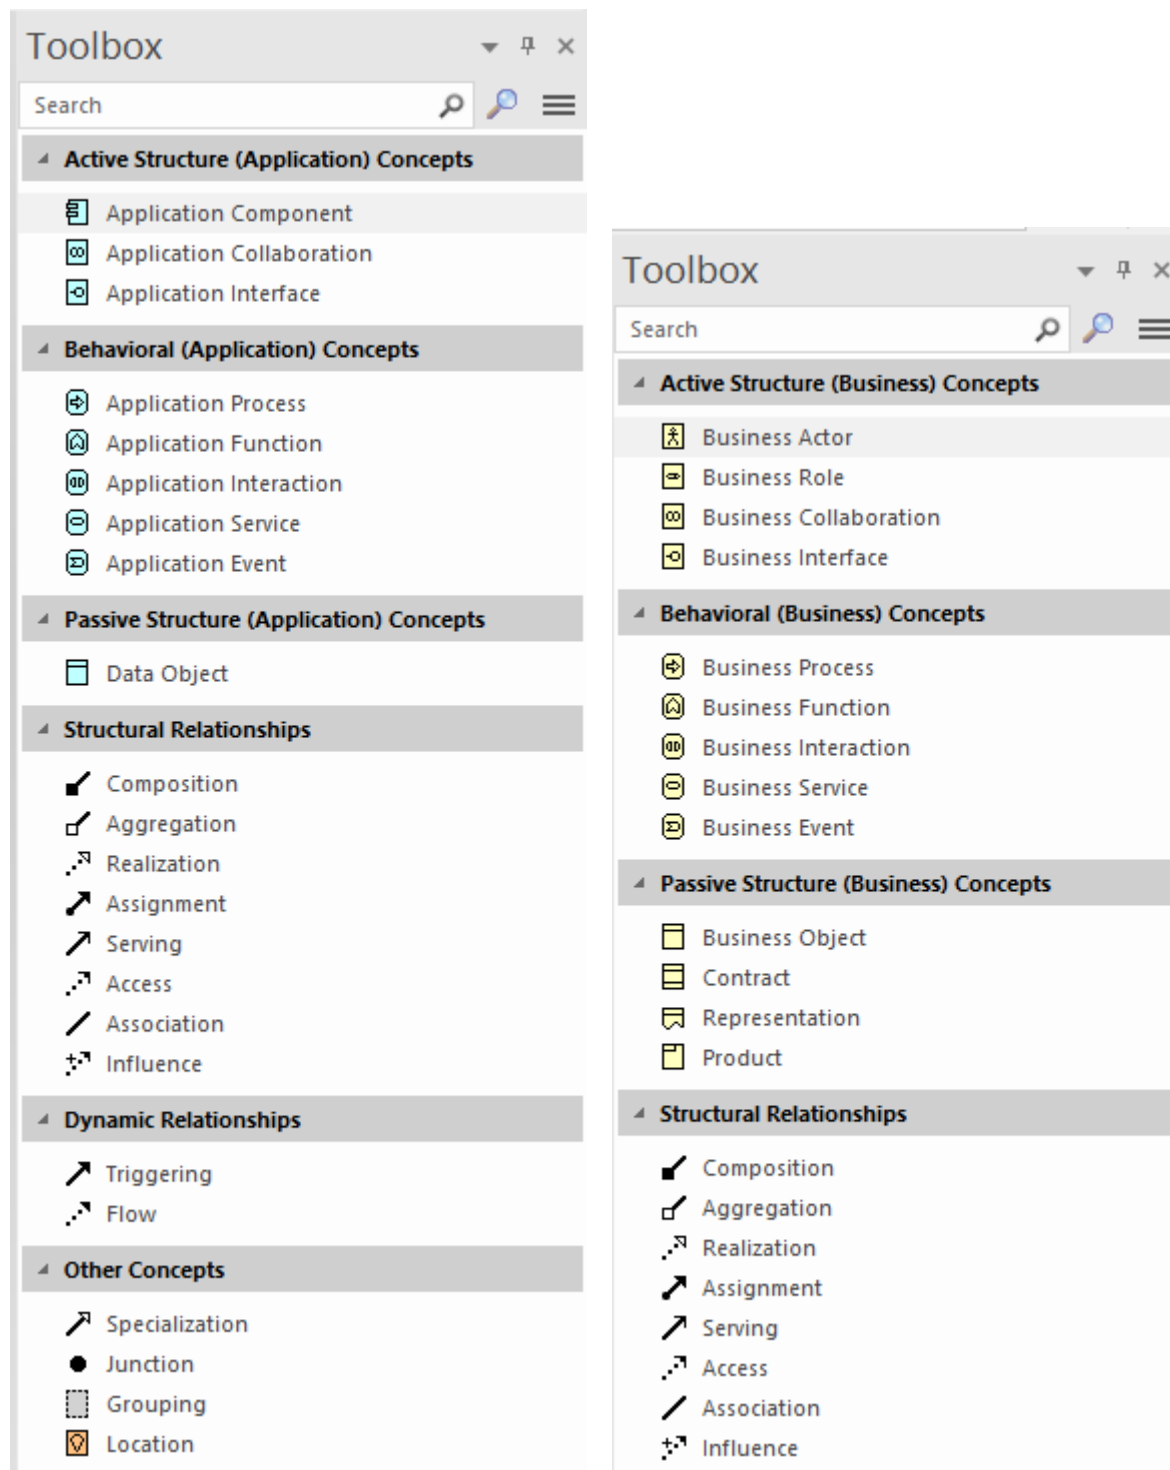 Toolbox
Search
Active Structure (Application) Concepts
Application Component
Application Collaboration
Application Interface
Behavioral (Application) Concepts
Application Process
Application Function
Application Interaction
Application Service
Application Event
Passive Structure (Application) Concepts
Data Object
Structural Relationships
Composition
Aggregation
Realization
Assignment
Serving
Access
Association
Influence
Dynamic Relationships
Triggering
Flow
Other Concepts
Specialization
Junction
Grouping
Location
Toolbox
Search
Active Structure (Business) Concepts
Business Actor
Business Role
Business Collaboration
Business Interface
Behavioral (Business) Concepts
Business Process
Business Function
Business Interaction
Business Service
Business Event
Passive Structure (Business) Concepts
Business Object
Contract
Representation
Product
Structural Relationships
Composition
Aggregation
Realization
Assignment
Serving
Access
Association
Influence